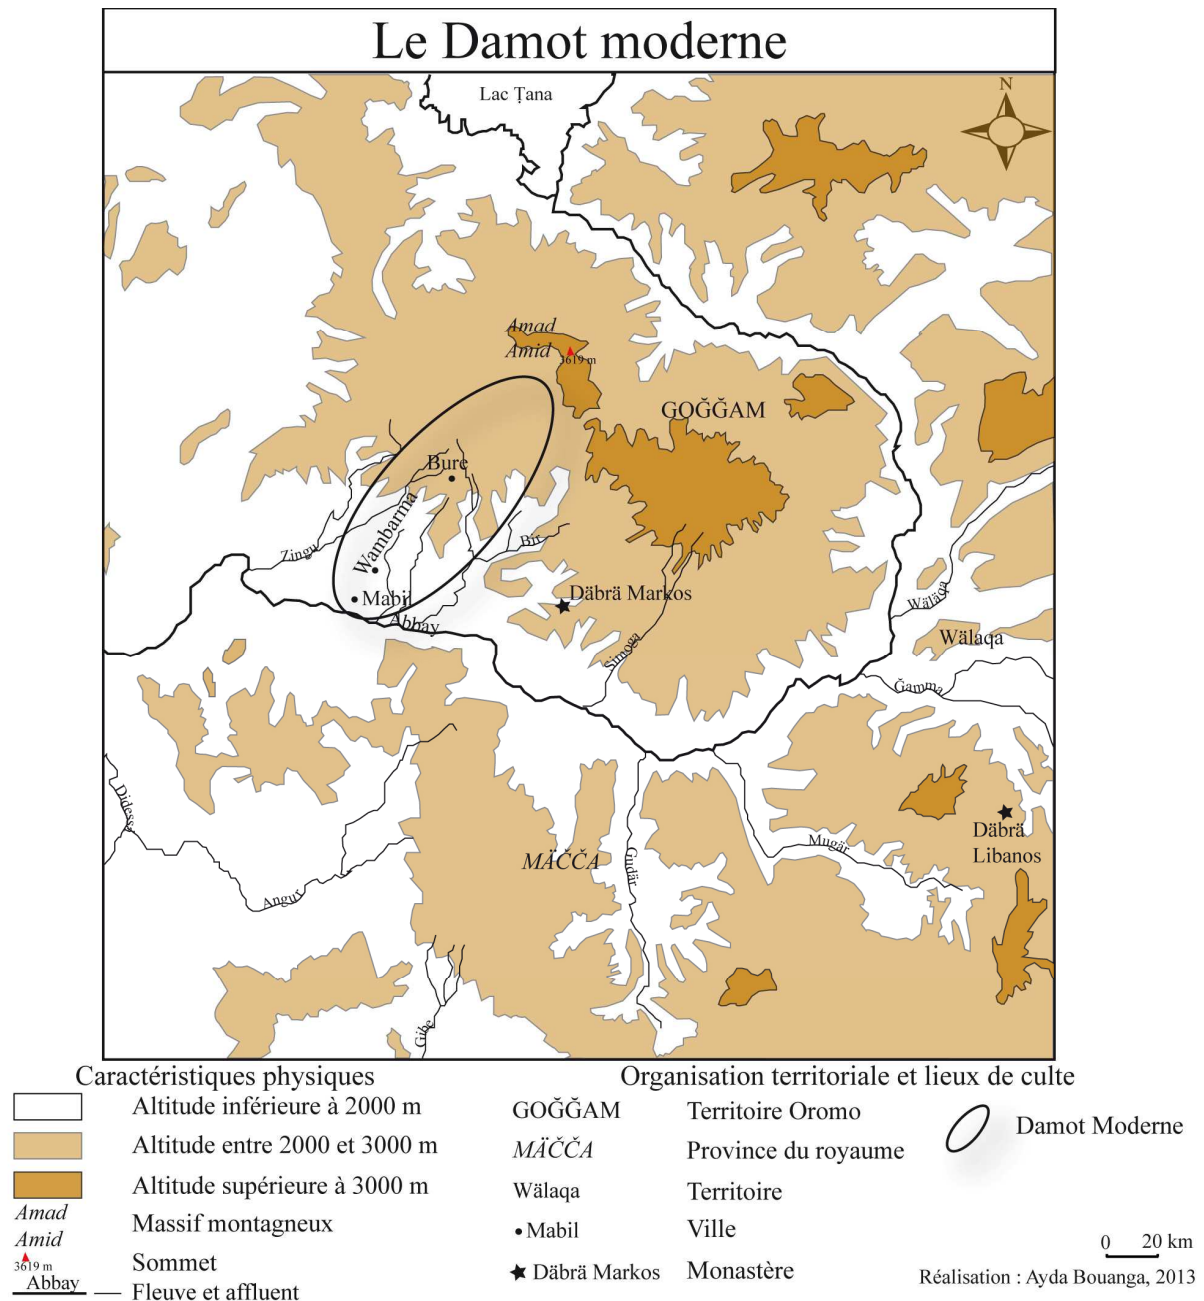 Le Damot moderne
Lac Ṭana
N
Amad
Amid
3619 m
GOǦǦAM
Bure
Wambarma
Zingu
Bir
Mabil
Abbay
Däbrä Markos
Simoga
Wäläqa
Wälaqa
Ǧamma
Didessa
Angur
MÄČČA
Gudär
Mugär
Däbrä
Libanos
Gibe
Caractéristiques physiques
Altitude inférieure à 2000 m
Altitude entre 2000 et 3000 m
Altitude supérieure à 3000 m
Amad
Amid
Massif montagneux
3619 m
Sommet
Abbay
Fleuve et affluent
Organisation territoriale et lieux de culte
GOǦǦAM
Territoire Oromo
MÄČČA
Province du royaume
Wälaqa
Territoire
Mabil
Ville
Däbrä Markos
Monastère
Damot Moderne
0 20 km
Réalisation : Ayda Bouanga, 2013